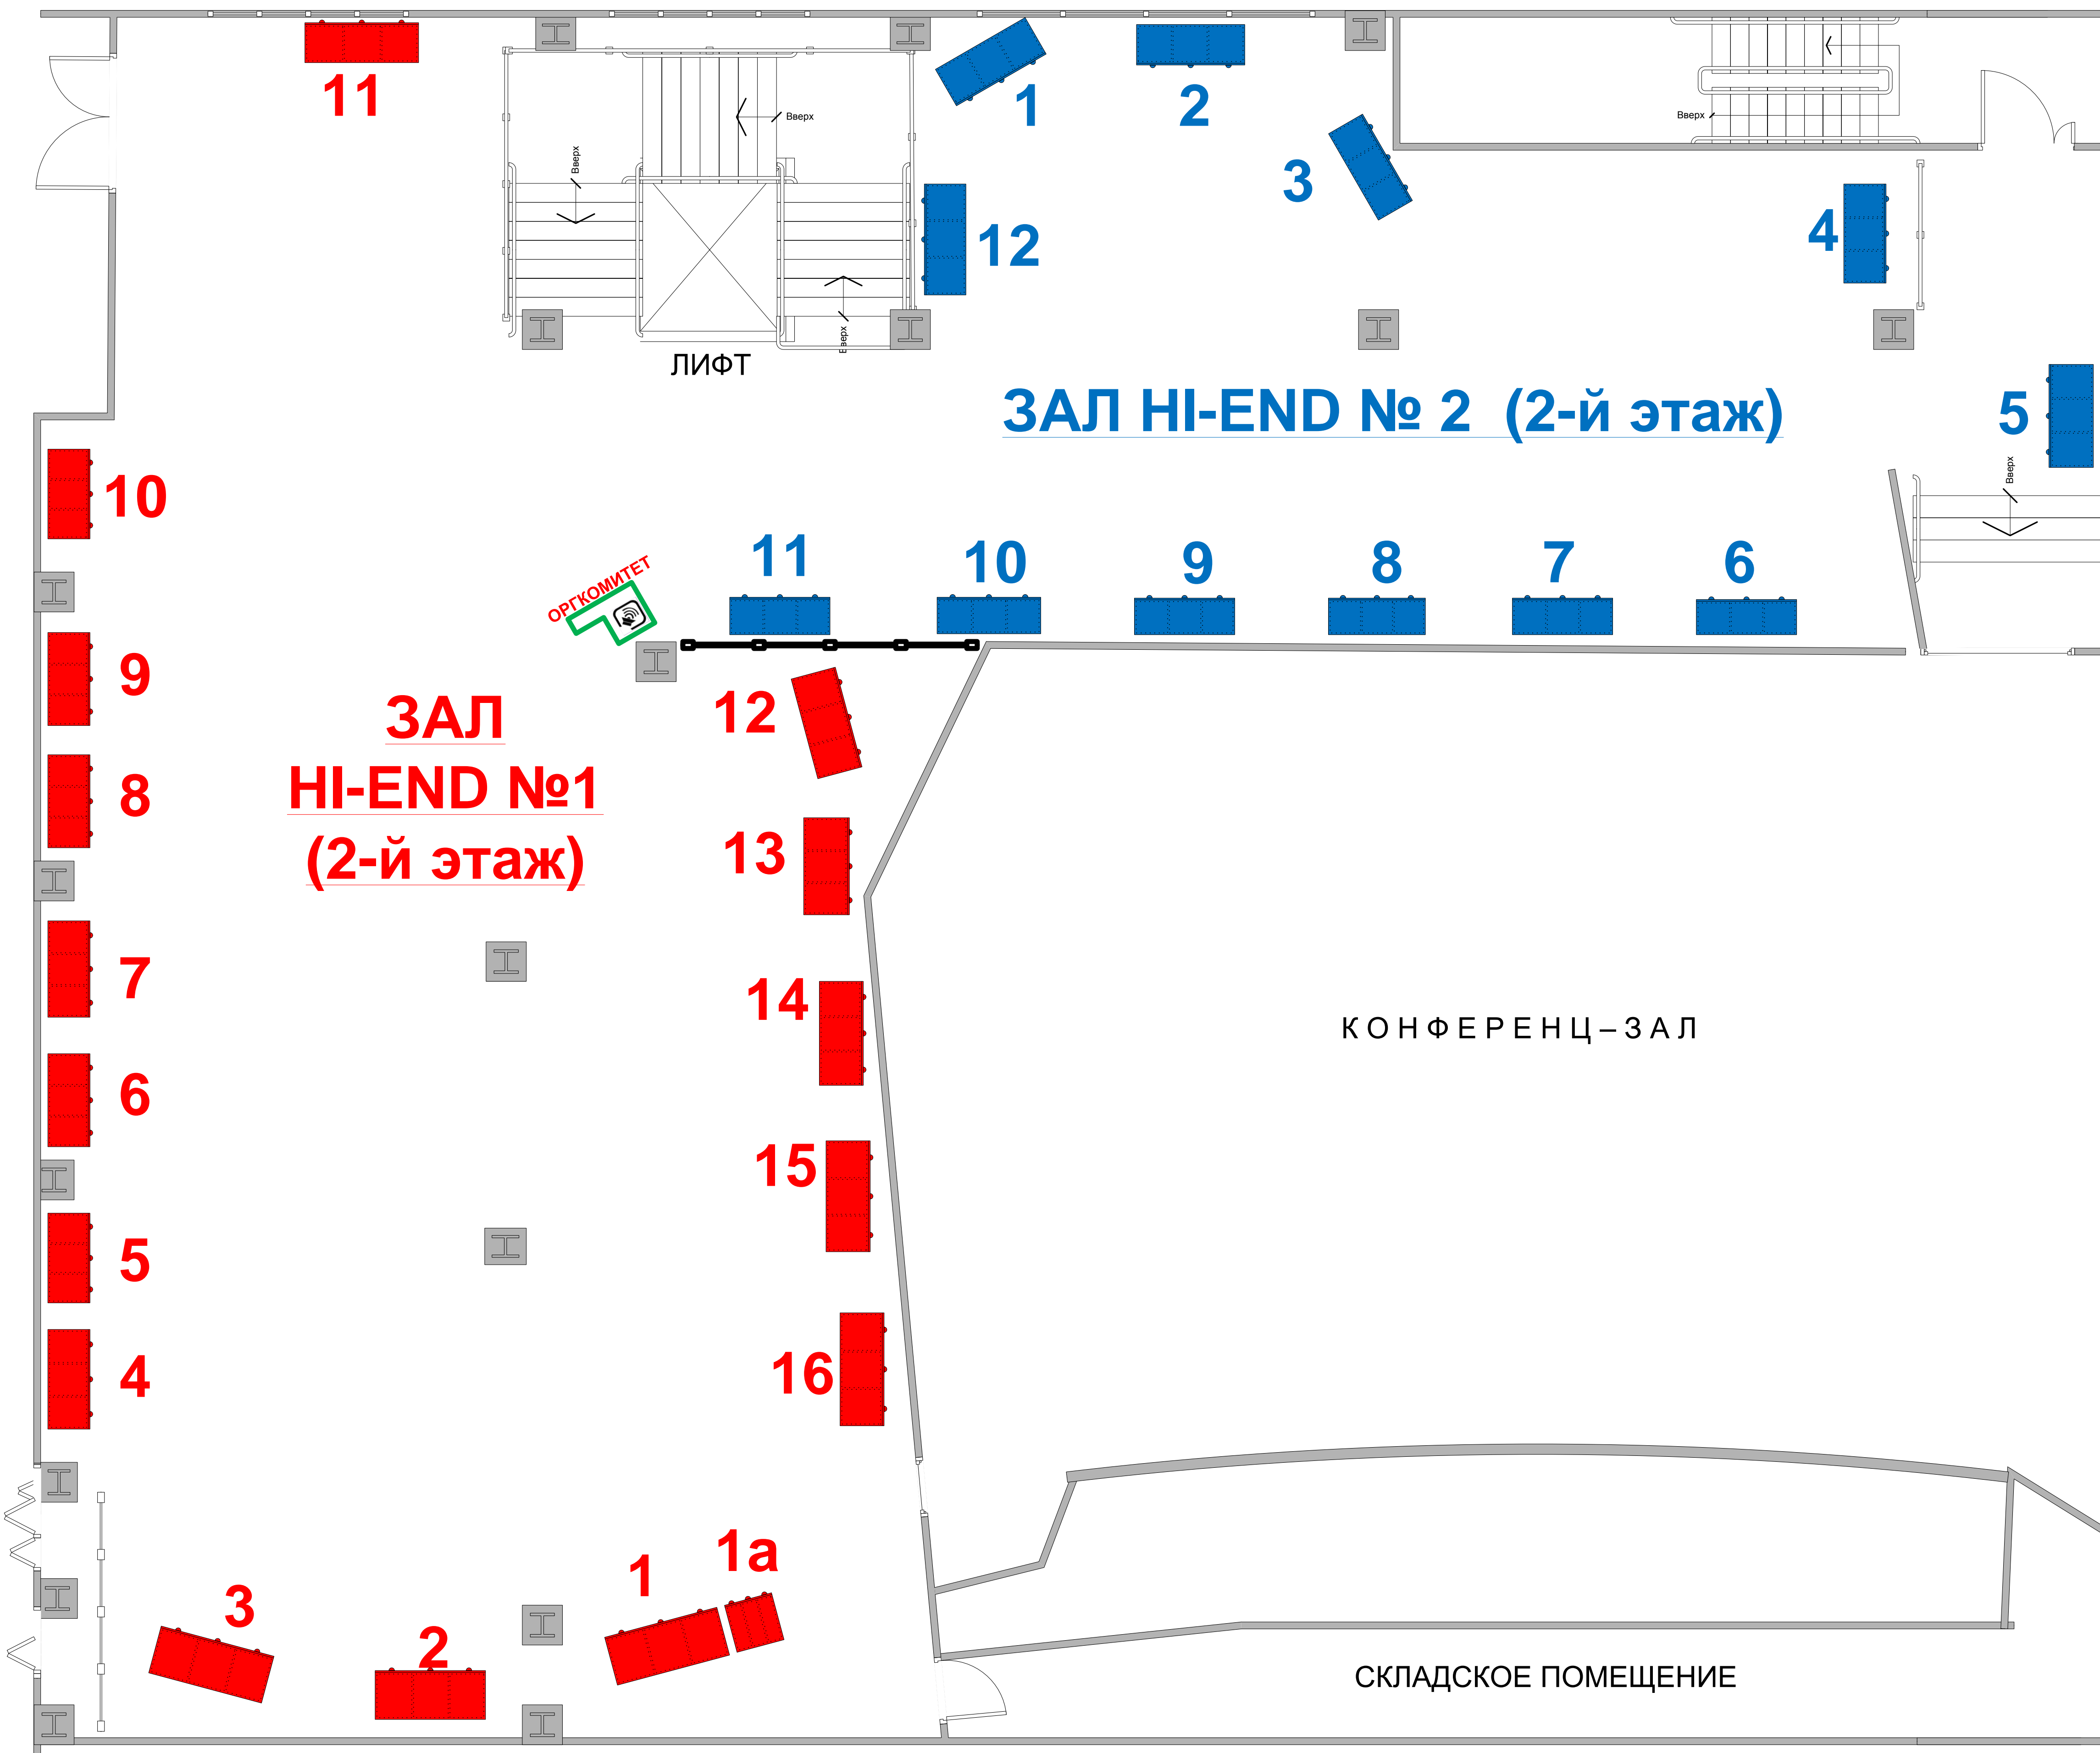 11
1
2
3
4
12
5
Вверх
Вверх
Вверх
Вверх
Вверх
ЛИФТ
ЗАЛ HI-END № 2 (2-й этаж)
10
11
10
9
8
7
6
ОРГКОМИТЕТ
9
8
7
6
5
4
ЗАЛ
HI-END №1
(2-й этаж)
12
13
14
15
16
КОНФЕРЕНЦ–ЗАЛ
1а
1
2
3
СКЛАДСКОЕ ПОМЕЩЕНИЕ